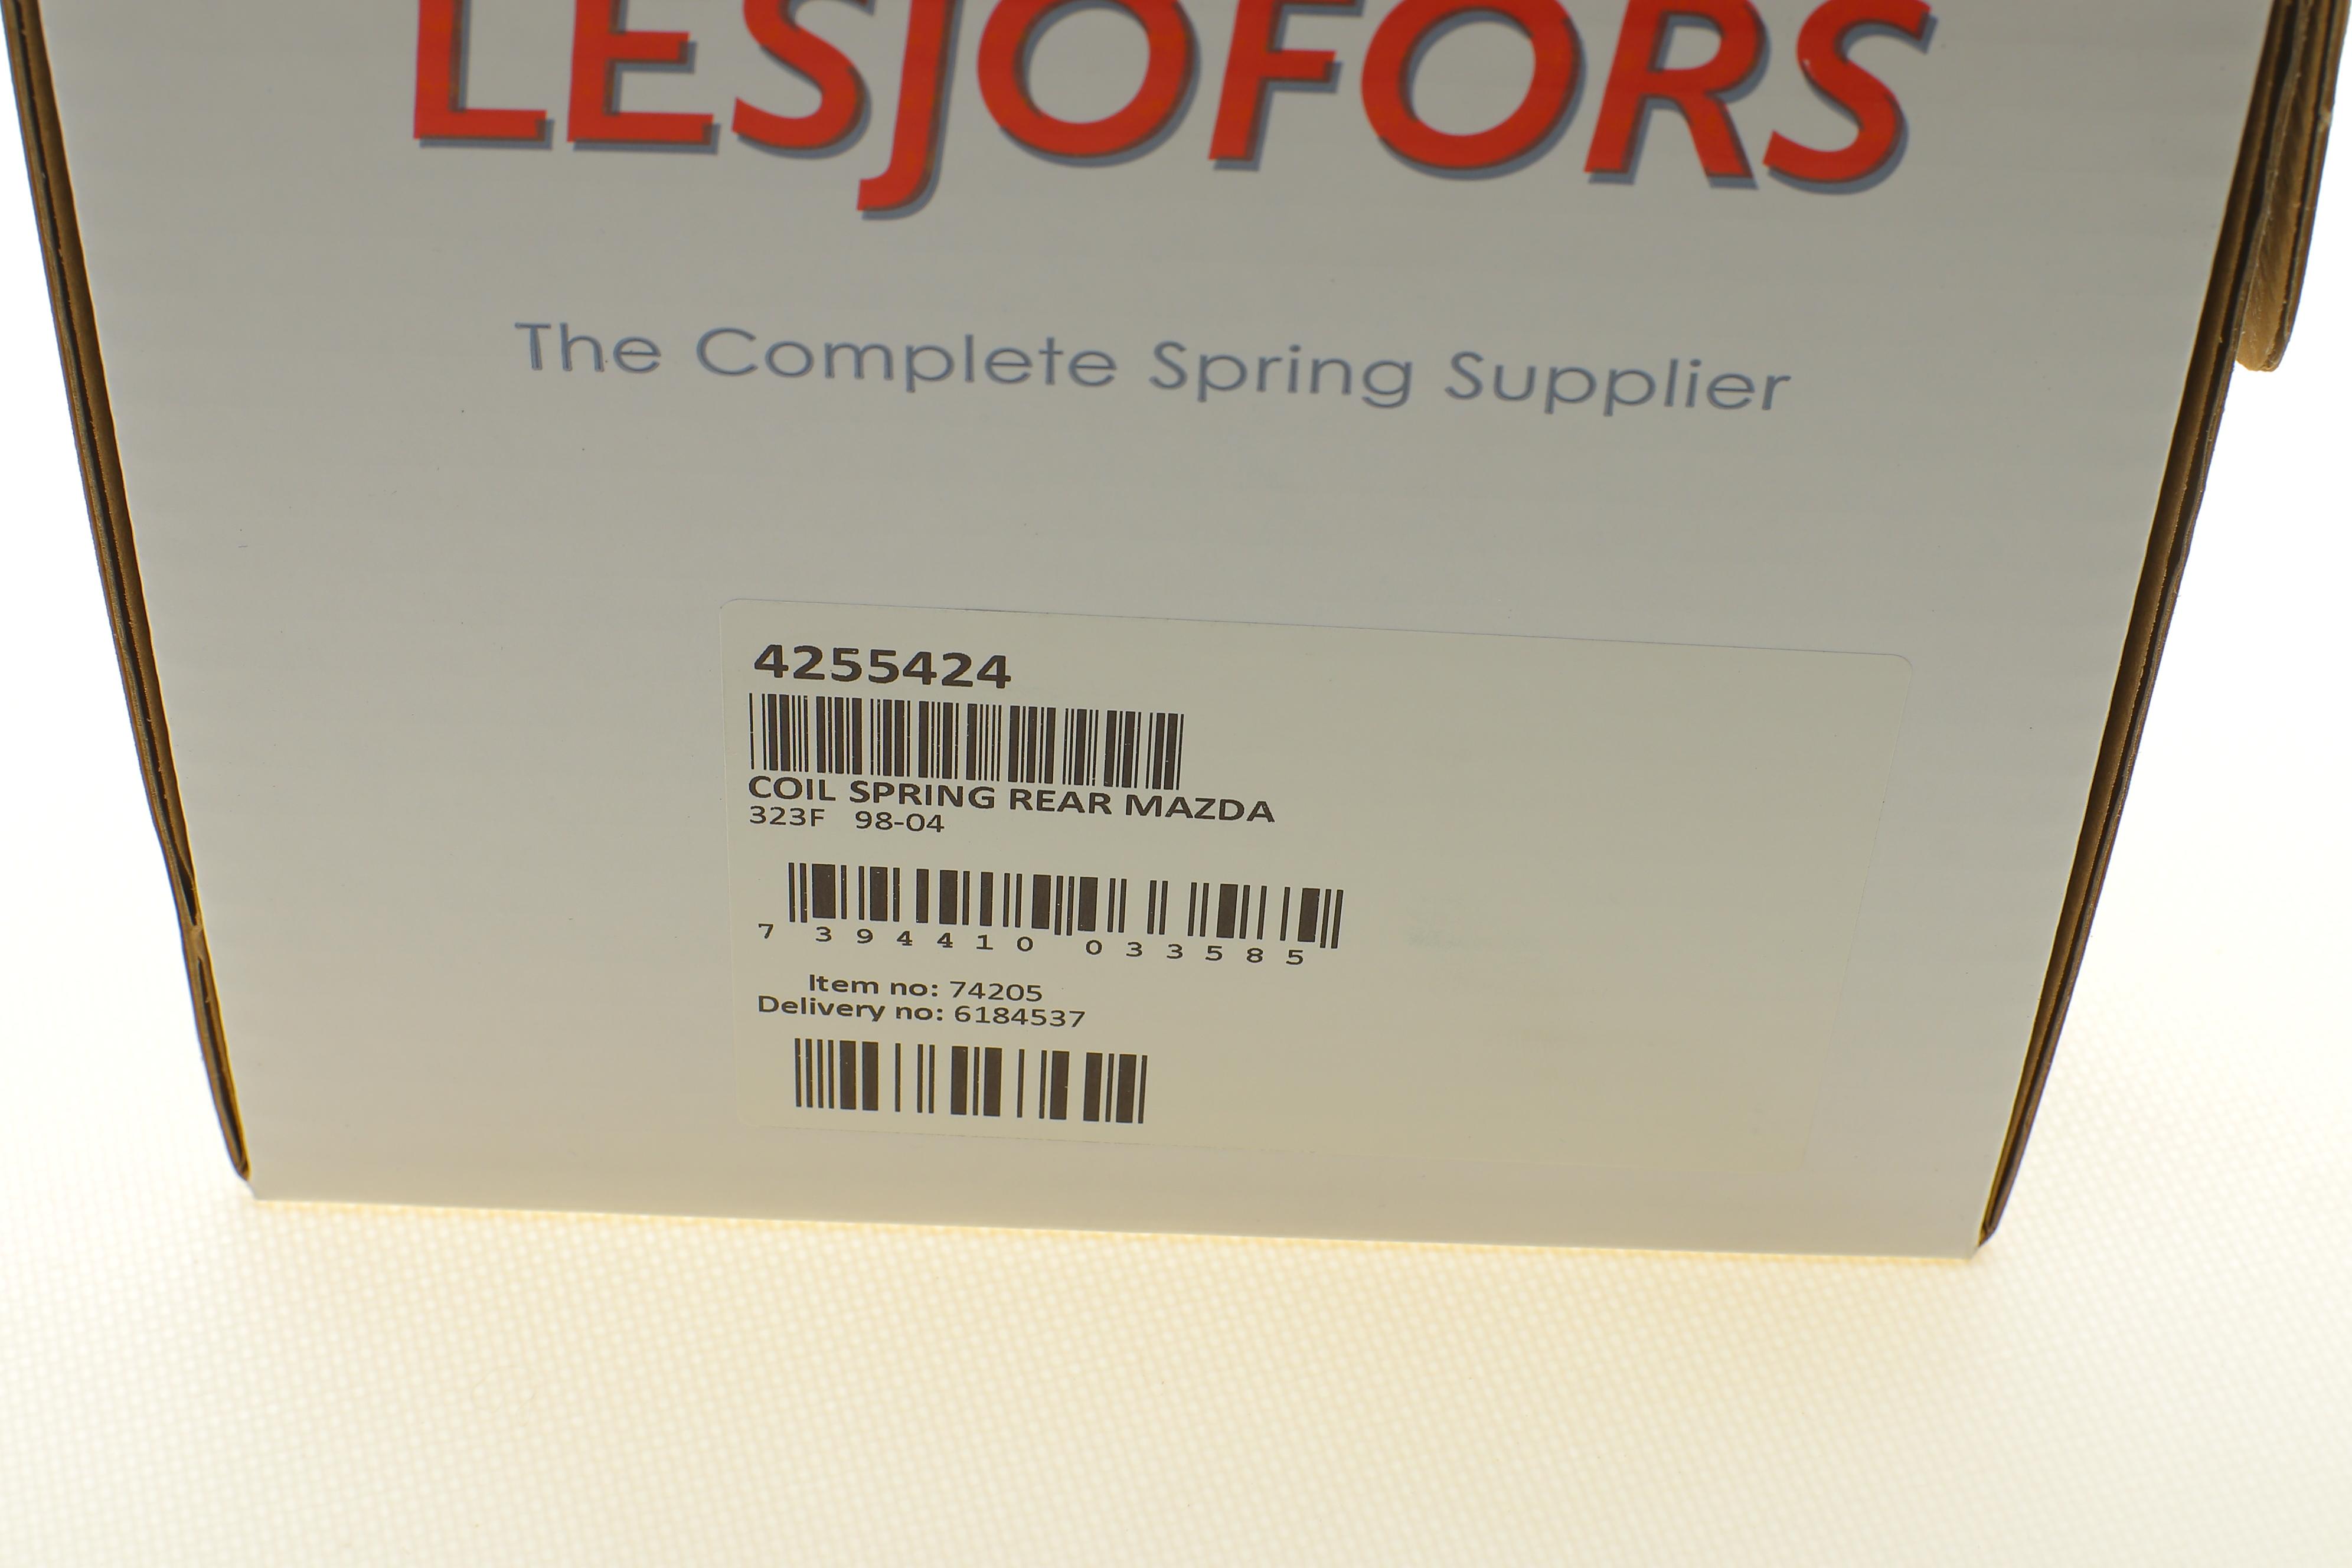 LESJOFORS
The Complete Spring Supplier
4255424
COIL SPRING REAR MAZDA
323F 98-04
7 394410 033585
Item no: 74205
Delivery no: 6184537